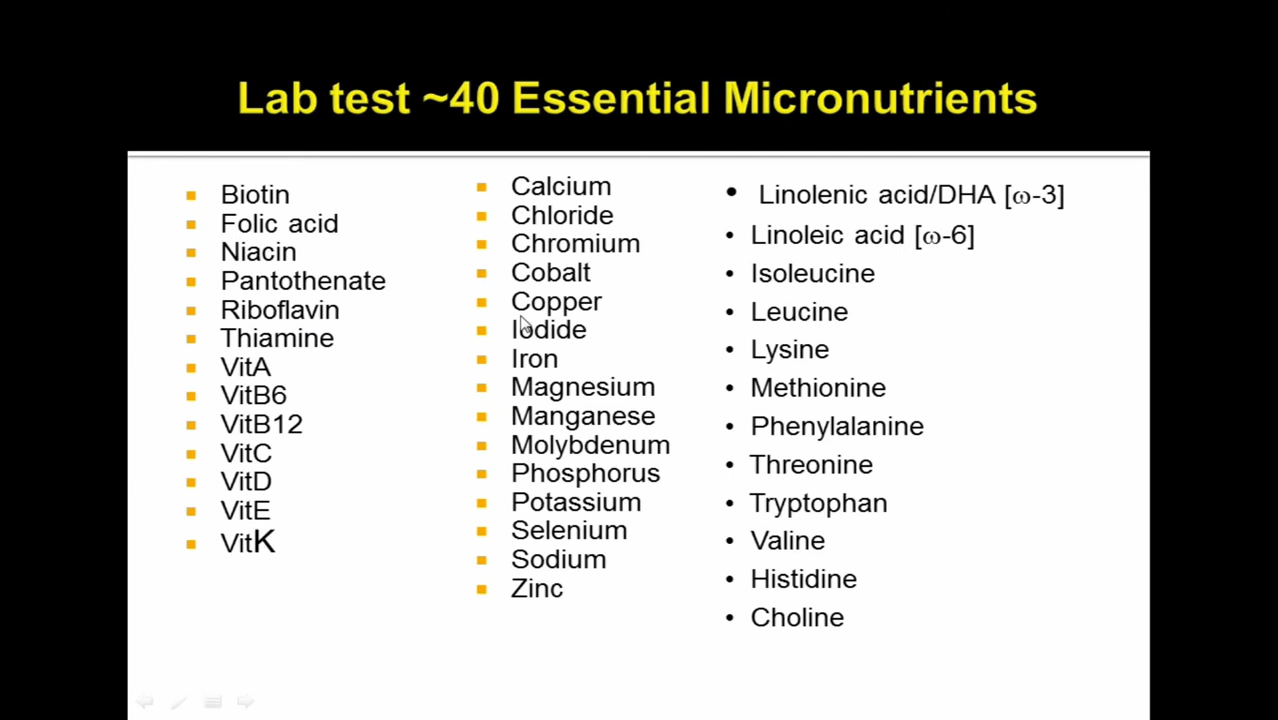 Lab test ~40 Essential Micronutrients
Biotin
Folic acid
Niacin
Pantothenate
Riboflavin
Thiamine
VitA
VitB6
VitB12
VitC
VitD
VitE
VitK
Calcium
Chloride
Chromium
Cobalt
Copper
Iodide
Iron
Magnesium
Manganese
Molybdenum
Phosphorus
Potassium
Selenium
Sodium
Zinc
Linolenic acid/DHA [ω-3]
Linoleic acid [ω-6]
Isoleucine
Leucine
Lysine
Methionine
Phenylalanine
Threonine
Tryptophan
Valine
Histidine
Choline